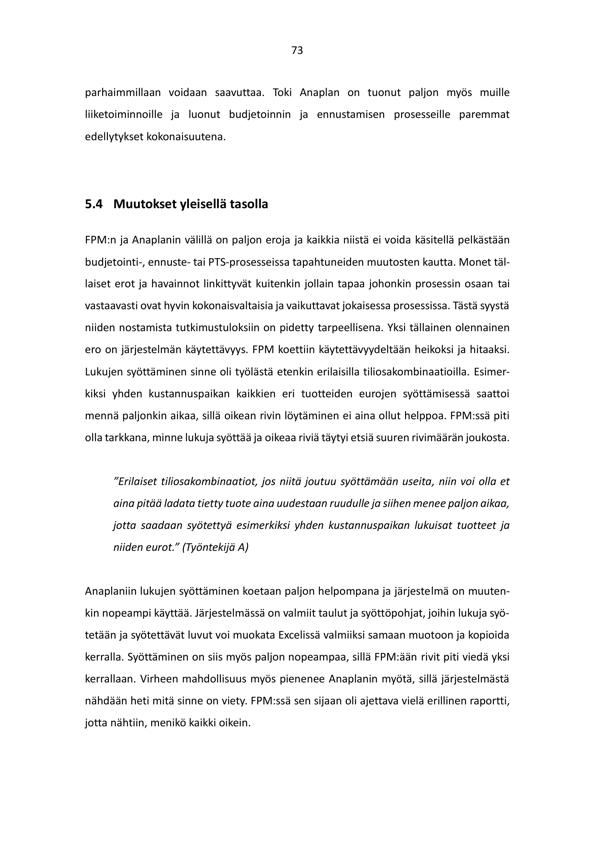 73
parhaimmillaan voidaan saavuttaa. Toki Anaplan on tuonut paljon myös muille
liiketoiminnoille ja luonut budjetoinnin ja ennustamisen prosesseille paremmat
edellytykset kokonaisuutena.
5.4 Muutokset yleisellä tasolla
FPM:n ja Anaplanin välillä on paljon eroja ja kaikkia niistä ei voida käsitellä pelkästään
budjetointi-, ennuste- tai PTS-prosesseissa tapahtuneiden muutosten kautta. Monet täl-
laiset erot ja havainnot linkittyvät kuitenkin jollain tapaa johonkin prosessin osaan tai
vastaavasti ovat hyvin kokonaisvaltaisia ja vaikuttavat jokaisessa prosessissa. Tästä syystä
niiden nostamista tutkimustuloksiin on pidetty tarpeellisena. Yksi tällainen olennainen
ero on järjestelmän käytettävyys. FPM koettiin käytettävyydeltään heikoksi ja hitaaksi.
Lukujen syöttäminen sinne oli työlästä etenkin erilaisilla tiliosakombinaatioilla. Esimer-
kiksi yhden kustannuspaikan kaikkien eri tuotteiden eurojen syöttämisessä saattoi
mennä paljonkin aikaa, sillä oikean rivin löytäminen ei aina ollut helppoa. FPM:ssä piti
olla tarkkana, minne lukuja syöttää ja oikeaa riviä täytyi etsiä suuren rivimäärän joukosta.
”Erilaiset tiliosakombinaatiot, jos niitä joutuu syöttämään useita, niin voi olla et
aina pitää ladata tietty tuote aina uudestaan ruudulle ja siihen menee paljon aikaa,
jotta saadaan syötettyä esimerkiksi yhden kustannuspaikan lukuisat tuotteet ja
niiden eurot.” (Työntekijä A)
Anaplaniin lukujen syöttäminen koetaan paljon helpompana ja järjestelmä on muuten-
kin nopeampi käyttää. Järjestelmässä on valmiit taulut ja syöttöpohjat, joihin lukuja syö-
tetään ja syötettävät luvut voi muokata Excelissä valmiiksi samaan muotoon ja kopioida
kerralla. Syöttäminen on siis myös paljon nopeampaa, sillä FPM:ään rivit piti viedä yksi
kerrallaan. Virheen mahdollisuus myös pienenee Anaplanin myötä, sillä järjestelmästä
nähdään heti mitä sinne on viety. FPM:ssä sen sijaan oli ajettava vielä erillinen raportti,
jotta nähtiin, menikö kaikki oikein.